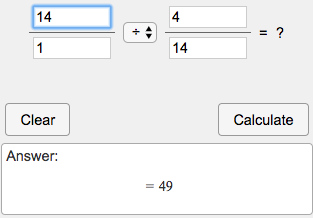 14 ÷ 4 = ?
1 14
Clear Calculate
Answer:
= 49